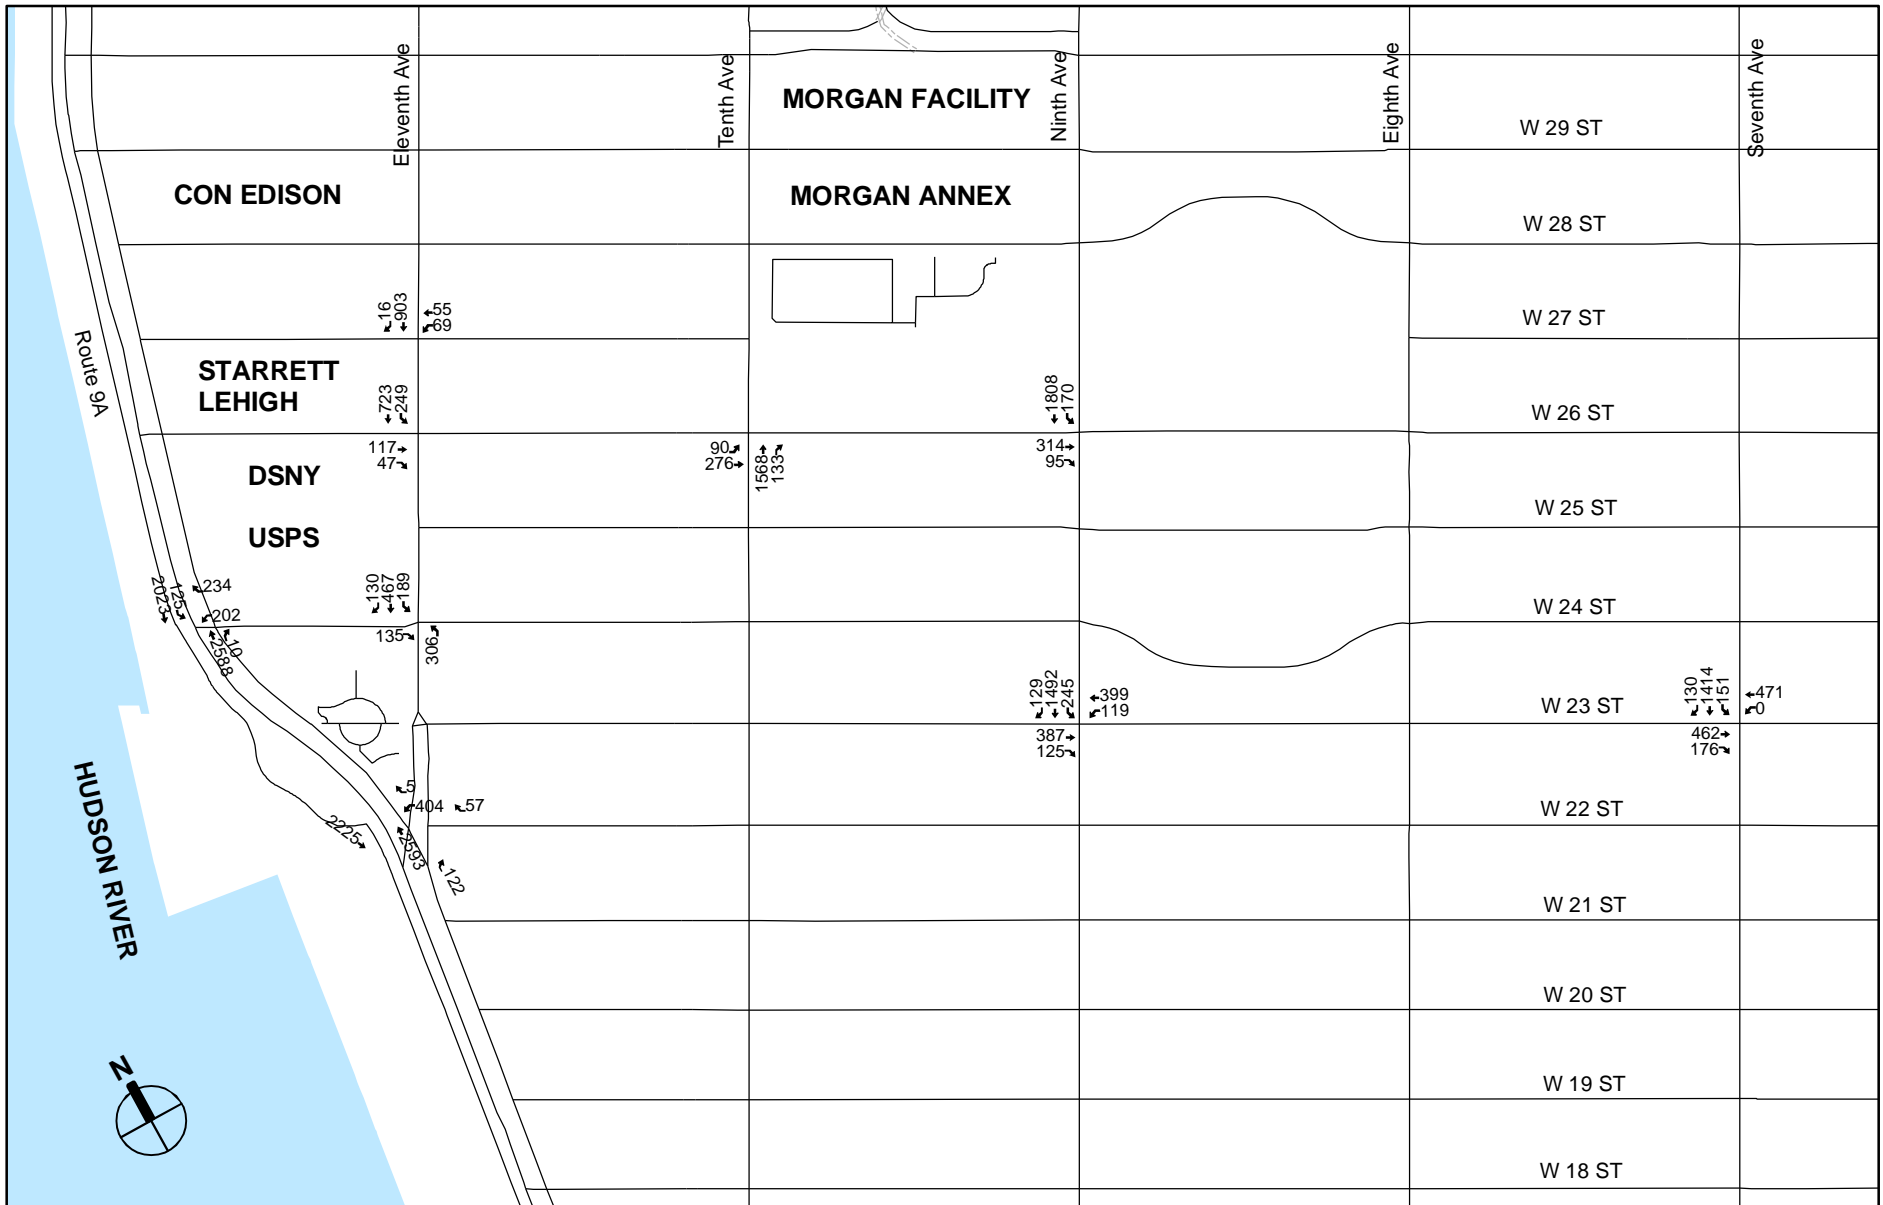 Eleventh Ave
Tenth Ave
Ninth Ave
Eighth Ave
Seventh Ave
MORGAN FACILITY
W 29 ST
CON EDISON
MORGAN ANNEX
W 28 ST
16
903
55
69
W 27 ST
Route 9A
STARRETT
LEHIGH
723
249
1808
170
W 26 ST
117
47
90
276
1568
133
314
95
DSNY
W 25 ST
USPS
2023
125
234
202
2588
10
130
467
189
135
306
W 24 ST
129
1492
245
399
119
387
125
W 23 ST
130
1414
151
471
0
462
176
HUDSON RIVER
5
404
57
2225
2593
122
W 22 ST
W 21 ST
W 20 ST
N
W 19 ST
W 18 ST